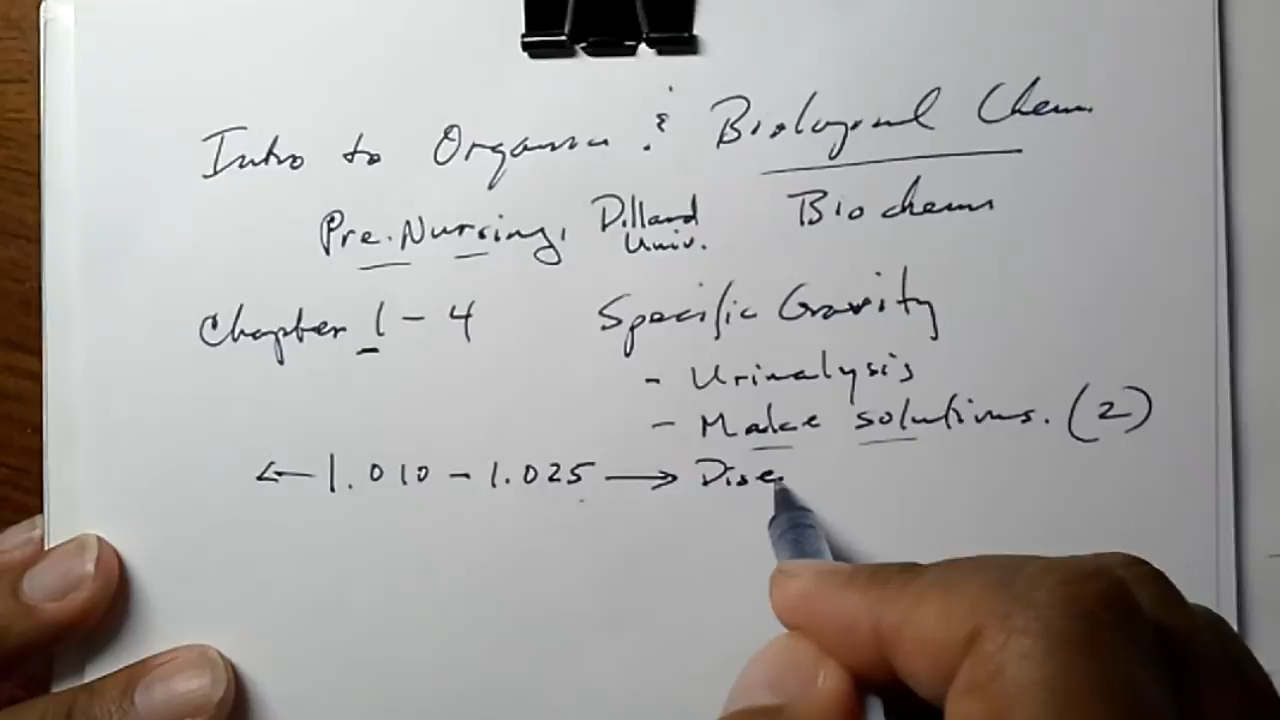 Intro to Organic & Biological Chem.
Pre-Nursing, Dillard Univ. Biochem
Chapter 1-4 Specific Gravity
- Urinalysis
- Make solutions. (2)
← 1.010 - 1.025 → Dise